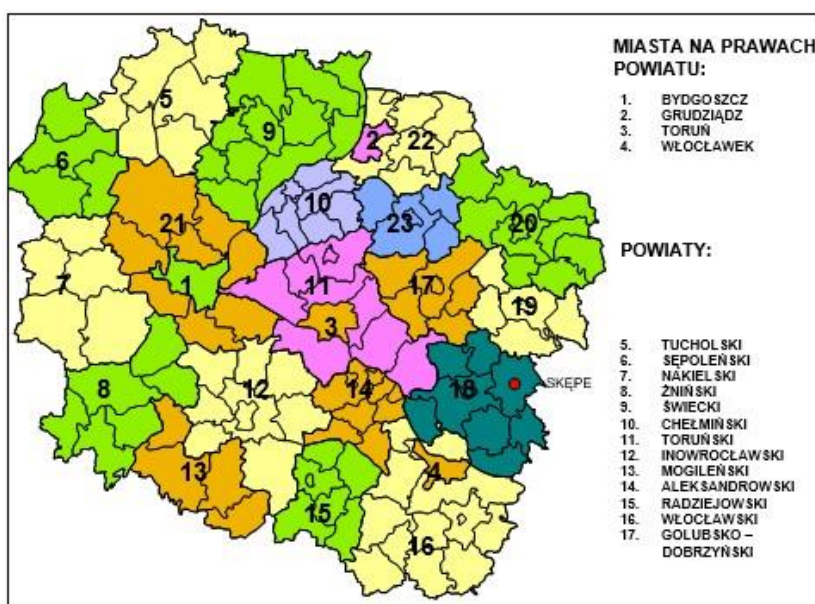 MIASTA NA PRAWACH
POWIATU:
1. BYDGOSZCZ
2. GRUDZIĄDZ
3. TORUŃ
4. WŁOCŁAWEK
POWIATY:
5. TUCHOLSKI
6. SĘPOLEŃSKI
7. NAKIELSKI
8. ŻNIŃSKI
9. ŚWIECKI
10. CHEŁMIŃSKI
11. TORUŃSKI
12. INOWROCŁAWSKI
13. MOGILEŃSKI
14. ALEKSANDROWSKI
15. RADZIEJOWSKI
16. WŁOCŁAWSKI
17. GOLUBSKO –
DOBRZYŃSKI
5
9
2
22
6
10
20
21
23
7
1
11
17
19
3
8
12
14
18
SKĘPE
13
4
15
16